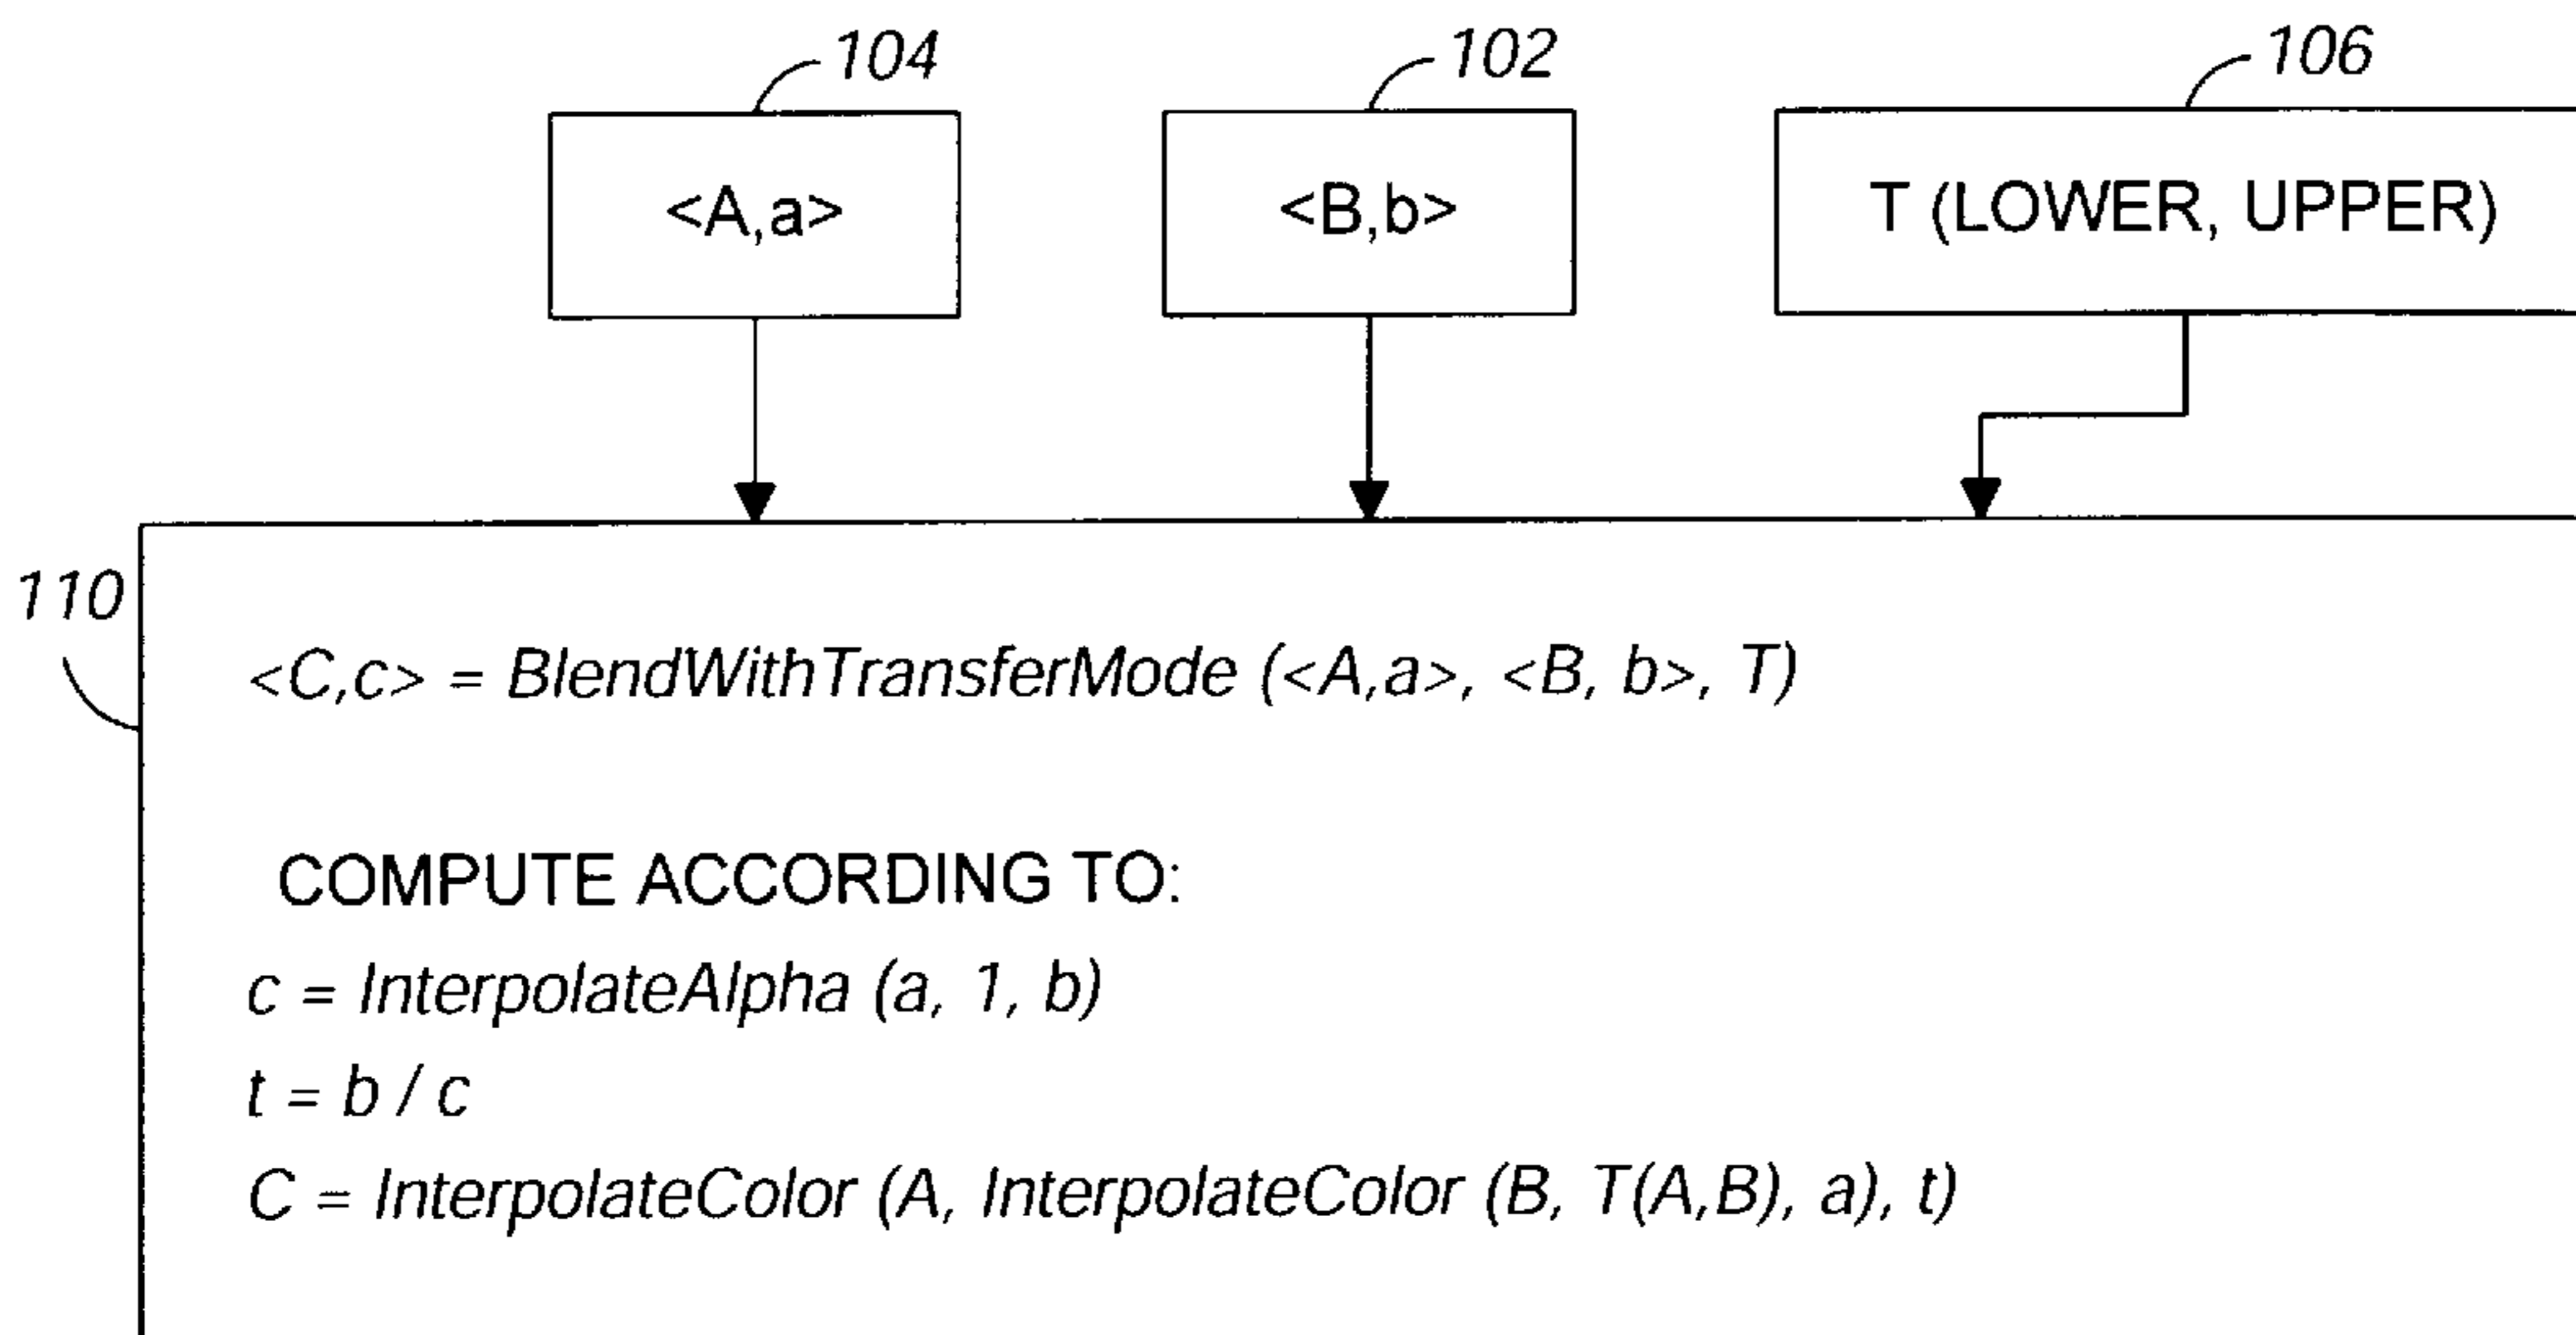 104 102 106
<A,a> <B,b> T (LOWER, UPPER)
110
<C,c> = BlendWithTransferMode (<A,a>, <B, b>, T)
COMPUTE ACCORDING TO:
c = InterpolateAlpha (a, 1, b)
t = b / c
C = InterpolateColor (A, InterpolateColor (B, T(A,B), a), t)